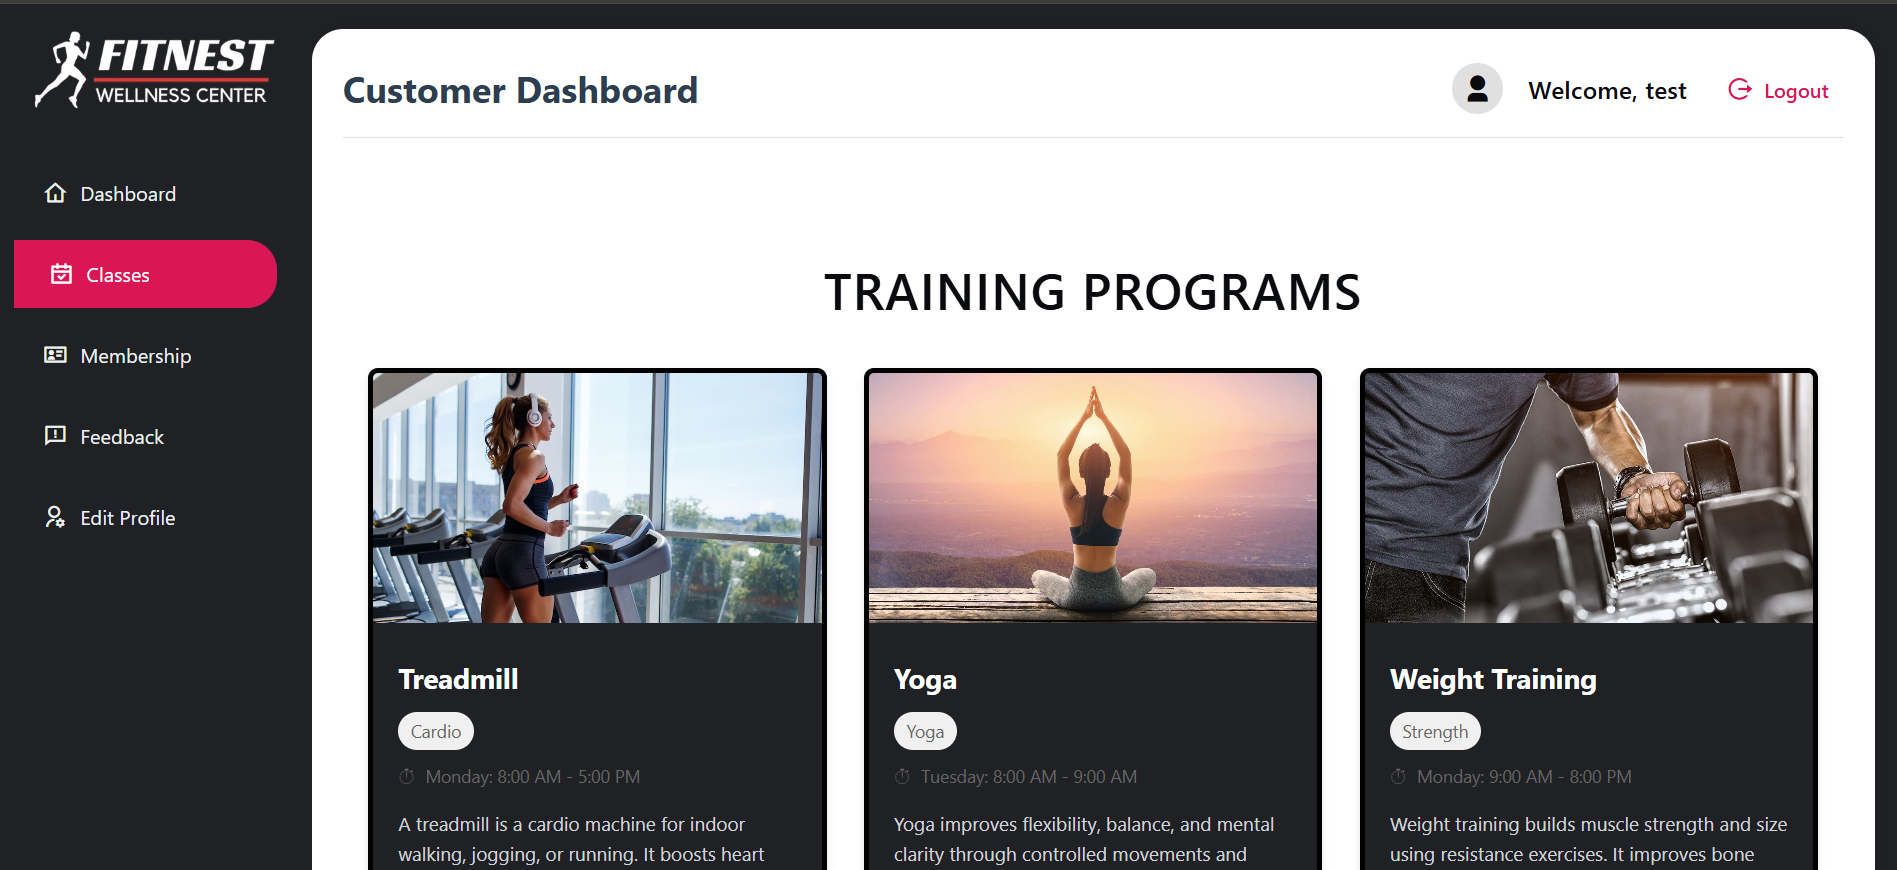 FITNEST
WELLNESS CENTER
Dashboard
Classes
Membership
Feedback
Edit Profile
Customer Dashboard
Welcome, test
Logout
TRAINING PROGRAMS
Treadmill
Cardio
Monday: 8:00 AM - 5:00 PM
A treadmill is a cardio machine for indoor
walking, jogging, or running. It boosts heart
Yoga
Yoga
Tuesday: 8:00 AM - 9:00 AM
Yoga improves flexibility, balance, and mental
clarity through controlled movements and
Weight Training
Strength
Monday: 9:00 AM - 8:00 PM
Weight training builds muscle strength and size
using resistance exercises. It improves bone